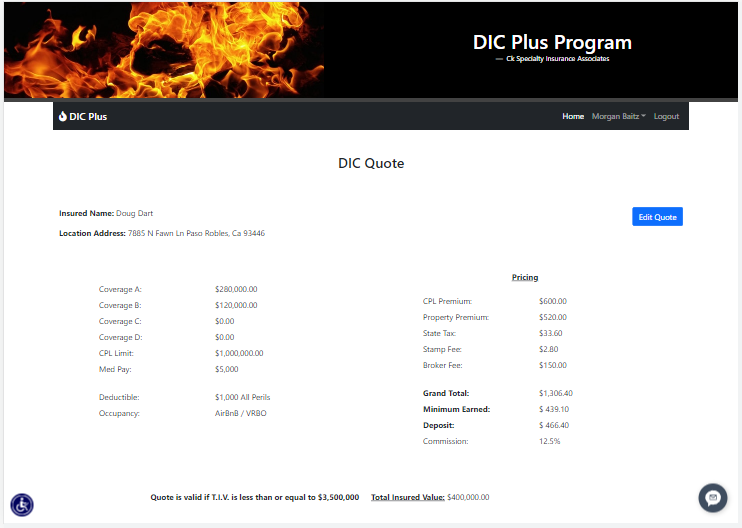 DIC Plus Program
— Ck Specialty Insurance Associates
DIC Plus Home Morgan Baitz Logout
DIC Quote
Insured Name: Doug Dart
Edit Quote
Location Address: 7885 N Fawn Ln Paso Robles, Ca 93446
Coverage A: $280,000.00
Coverage B: $120,000.00
Coverage C: $0.00
Coverage D: $0.00
CPL Limit: $1,000,000.00
Med Pay: $5,000
Deductible: $1,000 All Perils
Occupancy: AirBnB / VRBO
Pricing
CPL Premium: $600.00
Property Premium: $520.00
State Tax: $33.60
Stamp Fee: $2.80
Broker Fee: $150.00
Grand Total: $1,306.40
Minimum Earned: $ 439.10
Deposit: $ 466.40
Commission: 12.5%
Quote is valid if T.I.V. is less than or equal to $3,500,000 Total Insured Value: $400,000.00